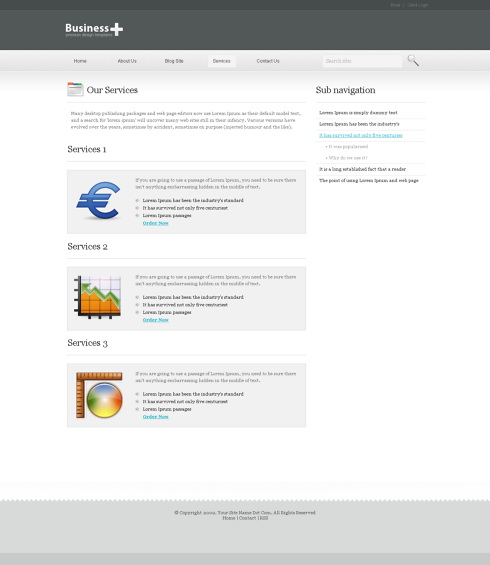 Client Login
Business
premium design templates
Home About Us Blog Site Services Contact Us
Search site
Our Services
Many desktop publishing packages and web page editors now use Lorem Ipsum as their default model text,
and a search for 'lorem ipsum' will uncover many web sites still in their infancy. Various versions have
evolved over the years, sometimes by accident, sometimes on purpose (injected humour and the like).
Services 1
If you are going to use a passage of Lorem Ipsum, you need to be sure there
isn't anything embarrassing hidden in the middle of text.
Lorem Ipsum has been the industry's standard
It has survived not only five centuriest
Lorem Ipsum passages
Order Now
Services 2
If you are going to use a passage of Lorem Ipsum, you need to be sure there
isn't anything embarrassing hidden in the middle of text.
Lorem Ipsum has been the industry's standard
It has survived not only five centuriest
Lorem Ipsum passages
Order Now
Services 3
If you are going to use a passage of Lorem Ipsum, you need to be sure there
isn't anything embarrassing hidden in the middle of text.
Lorem Ipsum has been the industry's standard
It has survived not only five centuriest
Lorem Ipsum passages
Order Now
Sub navigation
Lorem Ipsum is simply dummy text
Lorem Ipsum has been the industry's
It has survived not only five centuriess
• It was popularised
• Why do we use it?
It is a long established fact that a reader
The point of using Lorem Ipsum and web page
© Copyright Your Site Name Dot Com, All Rights Reserved
Home | Contact | RSS